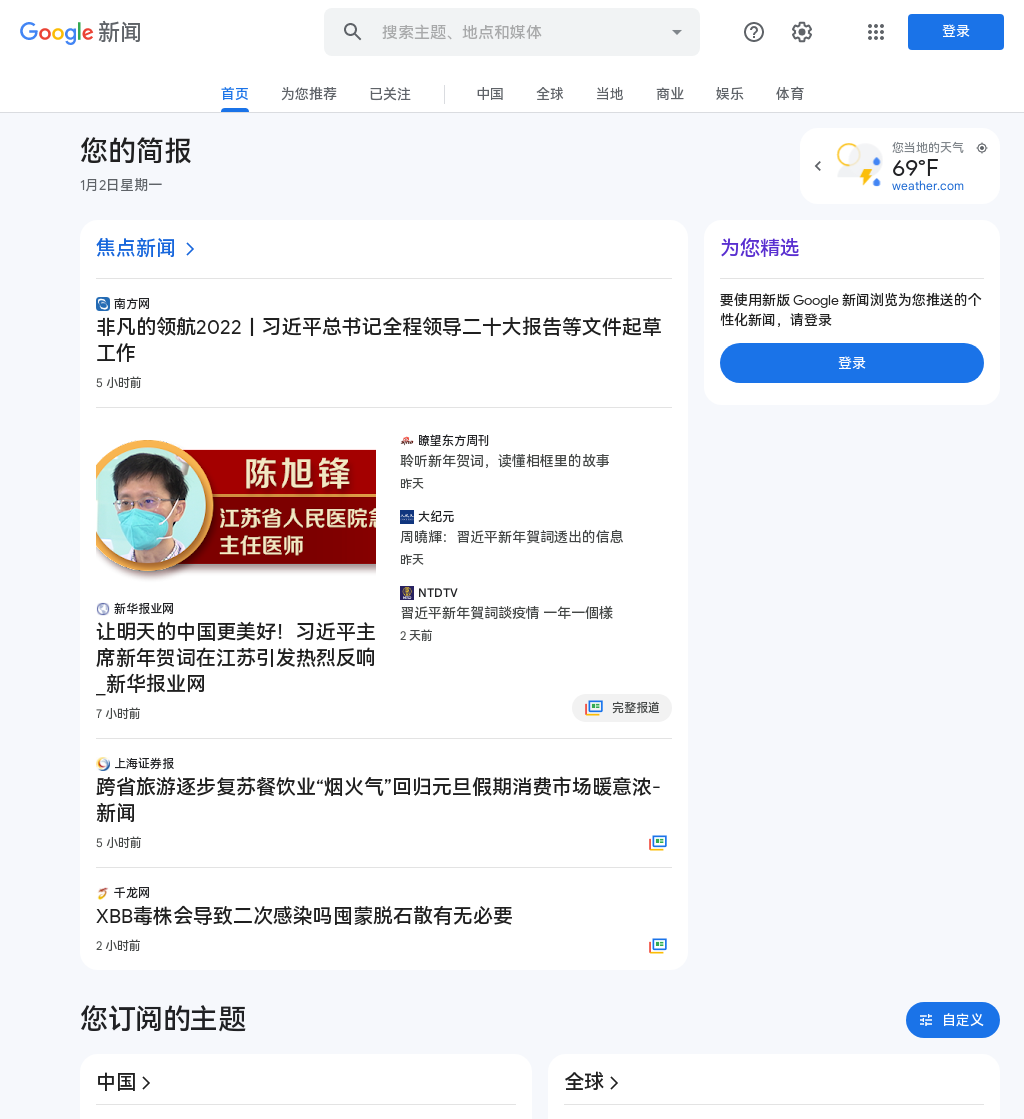 Google 新闻
搜索主题、地点和媒体
登录
首页
为您推荐
已关注
中国
全球
当地
商业
娱乐
体育
您的简报
1月2日星期一
您当地的天气
69°F
weather.com
焦点新闻
南方网
非凡的领航2022丨习近平总书记全程领导二十大报告等文件起草
工作
5 小时前
陈旭锋
江苏省人民医院急
主任医师
新华报业网
让明天的中国更美好！习近平主
席新年贺词在江苏引发热烈反响
_新华报业网
7 小时前
瞭望东方周刊
聆听新年贺词，读懂相框里的故事
昨天
大纪元
周曉輝：習近平新年賀詞透出的信息
昨天
NTDTV
習近平新年賀詞談疫情 一年一個樣
2 天前
完整报道
上海证券报
跨省旅游逐步复苏餐饮业“烟火气”回归元旦假期消费市场暖意浓-
新闻
5 小时前
千龙网
XBB毒株会导致二次感染吗囤蒙脱石散有无必要
2 小时前
为您精选
要使用新版 Google 新闻浏览为您推送的个
性化新闻，请登录
登录
您订阅的主题
自定义
中国
全球